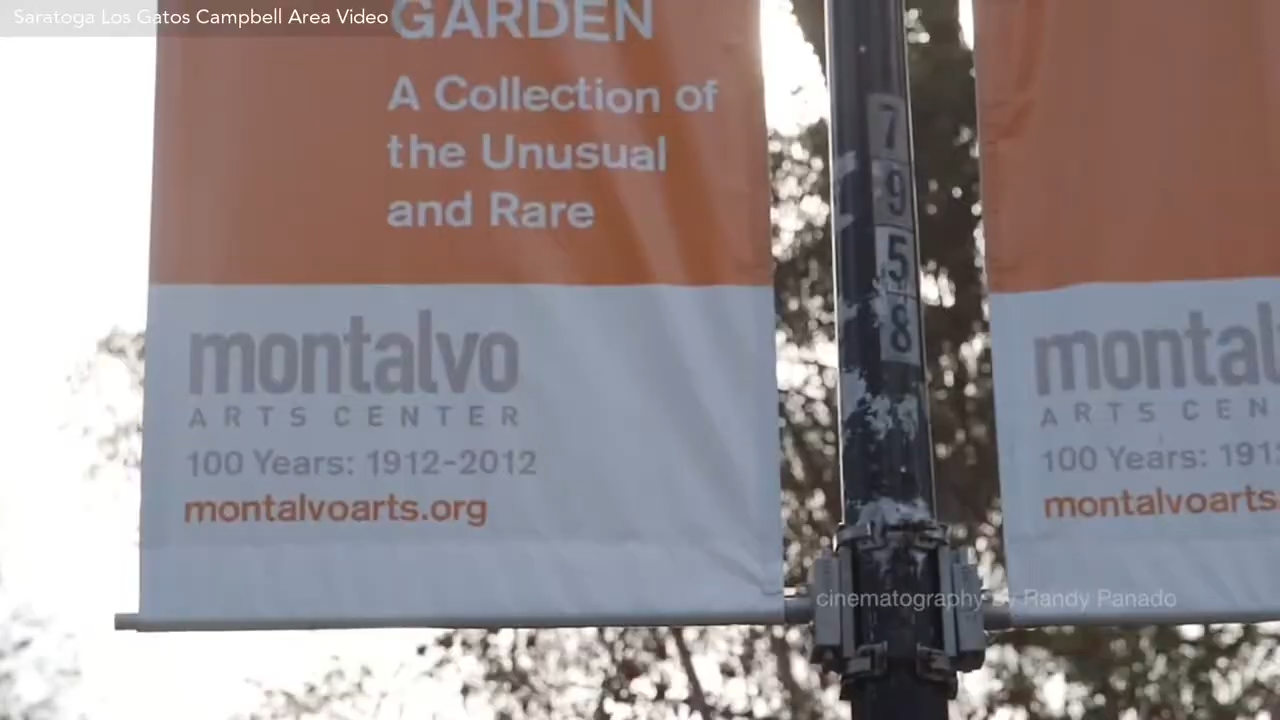 Saratoga Los Gatos Campbell Area Video
GARDEN
A Collection of
the Unusual
and Rare
montalvo
ARTS CENTER
100 Years: 1912-2012
montalvoarts.org
7
9
5
8
montal
ARTS CEN
100 Years: 191
montalvoarts
cinematography by Randy Panado